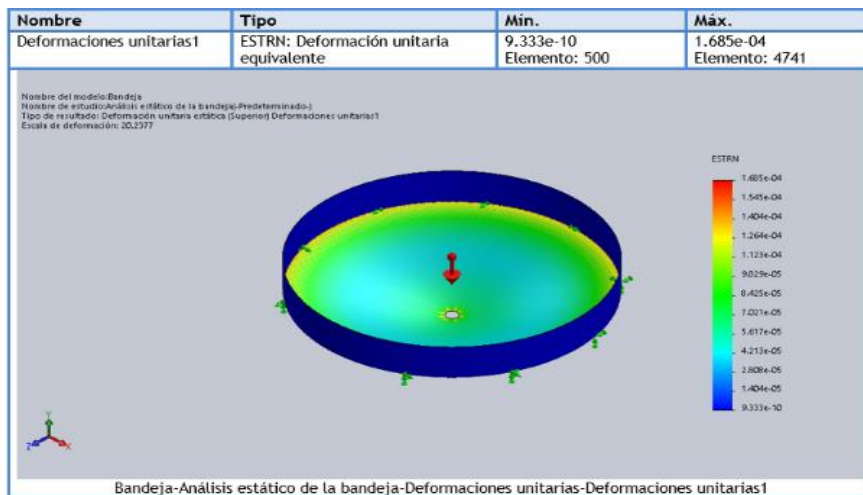 Nombre Tipo Mín. Máx.
Deformaciones unitarias1 ESTRN: Deformación unitaria equivalente 9.333e-10 Elemento: 500 1.685e-04 Elemento: 4741
Nombre del modelo:Bandeja
Nombre de estudio:Análisis estático de la bandeja(-Predeterminado-)
Tipo de resultado: Deformación unitaria estática (Superior) Deformaciones unitarias1
Escala de deformación: 20.2377
ESTRN
1.685e-04
1.545e-04
1.404e-04
1.264e-04
1.123e-04
9.829e-05
8.425e-05
7.021e-05
5.617e-05
4.213e-05
2.808e-05
1.404e-05
9.333e-10
Y
Z
X
Bandeja-Análisis estático de la bandeja-Deformaciones unitarias-Deformaciones unitarias1